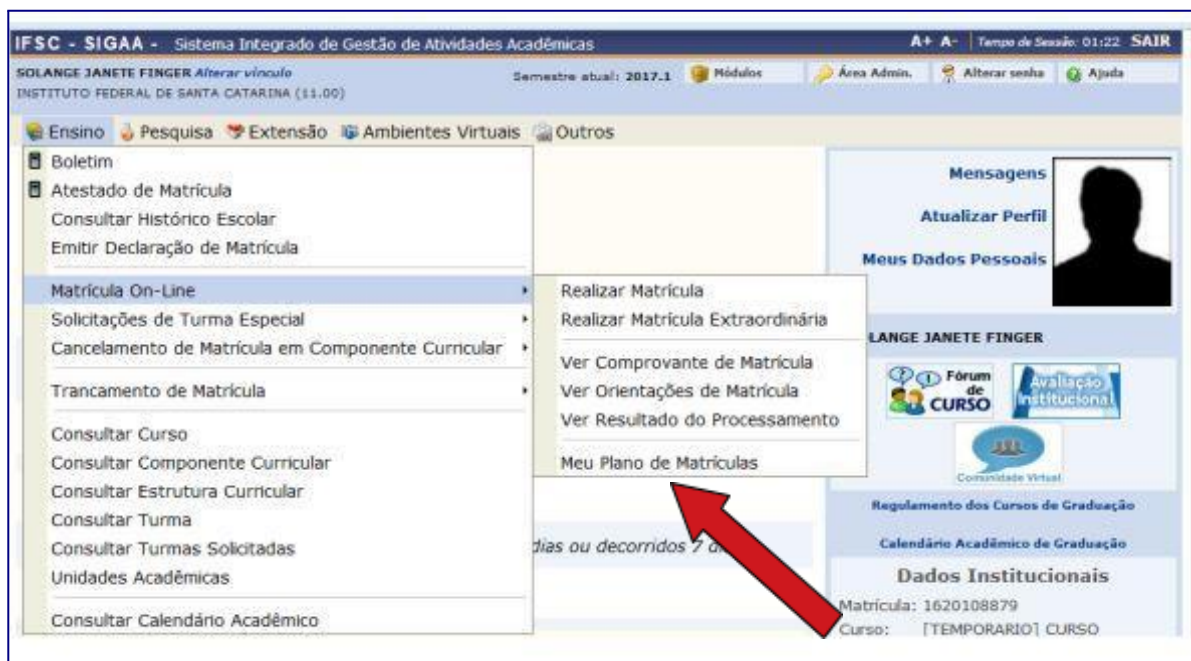 IFSC - SIGAA - Sistema Integrado de Gestão de Atividades Acadêmicas A+ A- Tempo de Sessão: 01:22 SAIR
SOLANGE JANETE FINGER Alterar vínculo Semestre atual: 2017.1 Módulos Área Admin. Alterar senha Ajuda
INSTITUTO FEDERAL DE SANTA CATARINA (11.00)
Ensino Pesquisa Extensão Ambientes Virtuais Outros
Boletim
Atestado de Matrícula
Consultar Histórico Escolar
Emitir Declaração de Matrícula
Matrícula On-Line
Solicitações de Turma Especial
Cancelamento de Matrícula em Componente Curricular
Trancamento de Matrícula
Consultar Curso
Consultar Componente Curricular
Consultar Estrutura Curricular
Consultar Turma
Consultar Turmas Solicitadas
Unidades Acadêmicas
Consultar Calendário Acadêmico
Realizar Matrícula
Realizar Matrícula Extraordinária
Ver Comprovante de Matrícula
Ver Orientações de Matrícula
Ver Resultado do Processamento
Meu Plano de Matrículas
dias ou decorridos 7
Mensagens
Atualizar Perfil
Meus Dados Pessoais
LANGE JANETE FINGER
Fórum
de
CURSO
Avaliação
Institucional
Comunidade Virtual
Regulamento dos Cursos de Graduação
Calendário Acadêmico de Graduação
Dados Institucionais
Matrícula: 1620108879
Curso: [TEMPORARIO] CURSO